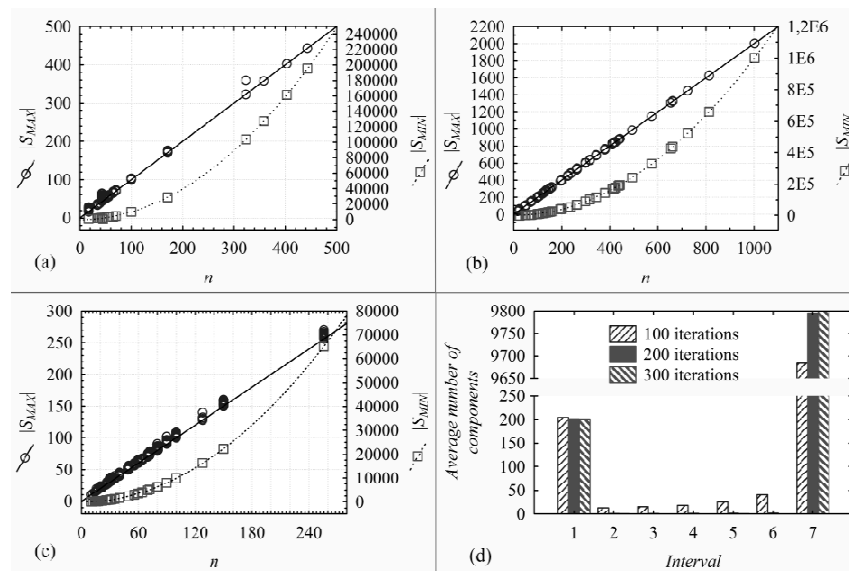 500
400
300
200
100
0
|S_MAX|
240000
220000
200000
180000
160000
140000
120000
100000
80000
60000
40000
20000
0
|S_MIN|
0 100 200 300 400 500
(a)
n
2200
2000
1800
1600
1400
1200
1000
800
600
400
200
0
|S_MAX|
1,2E6
1E6
8E5
6E5
4E5
2E5
0
|S_MIN|
0 200 400 600 800 1000
(b)
n
300
250
200
150
100
50
0
|S_MAX|
80000
70000
60000
50000
40000
30000
20000
10000
0
|S_MIN|
0 60 120 180 240
(c)
n
Average number of
components
9800
9750
9700
9650
200
150
100
50
0
100 iterations
200 iterations
300 iterations
1 2 3 4 5 6 7
(d)
Interval